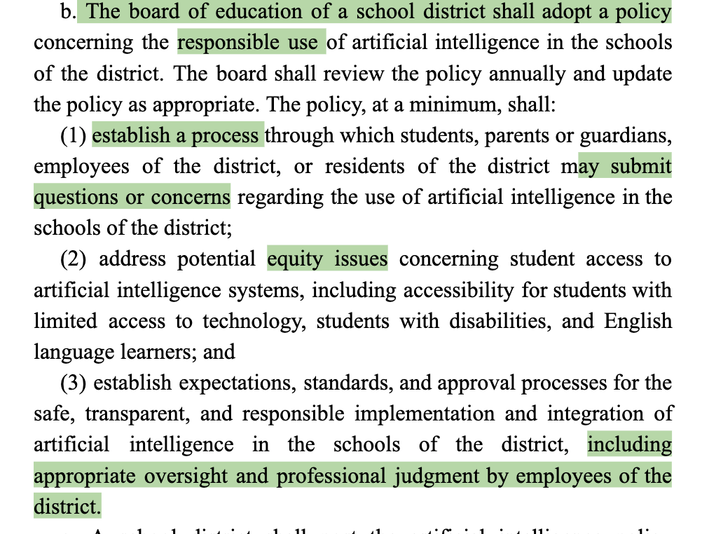 b. The board of education of a school district shall adopt a policy
concerning the responsible use of artificial intelligence in the schools
of the district. The board shall review the policy annually and update
the policy as appropriate. The policy, at a minimum, shall:
(1) establish a process through which students, parents or guardians,
employees of the district, or residents of the district may submit
questions or concerns regarding the use of artificial intelligence in the
schools of the district;
(2) address potential equity issues concerning student access to
artificial intelligence systems, including accessibility for students with
limited access to technology, students with disabilities, and English
language learners; and
(3) establish expectations, standards, and approval processes for the
safe, transparent, and responsible implementation and integration of
artificial intelligence in the schools of the district, including
appropriate oversight and professional judgment by employees of the
district.